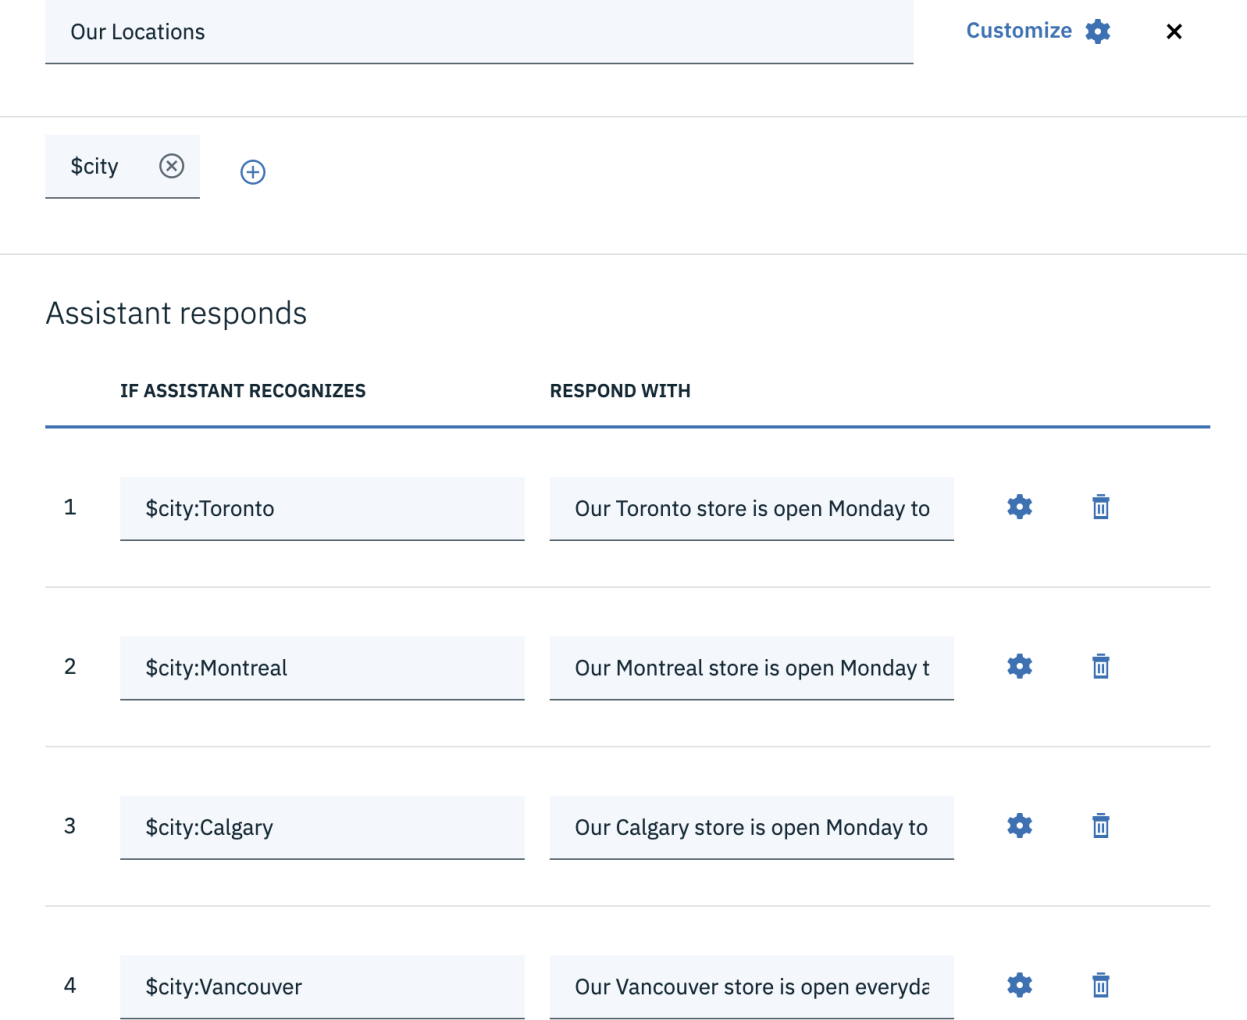 Our Locations
Customize
$city
Assistant responds
IF ASSISTANT RECOGNIZES RESPOND WITH
1 $city:Toronto Our Toronto store is open Monday to
2 $city:Montreal Our Montreal store is open Monday t
3 $city:Calgary Our Calgary store is open Monday to
4 $city:Vancouver Our Vancouver store is open everyda